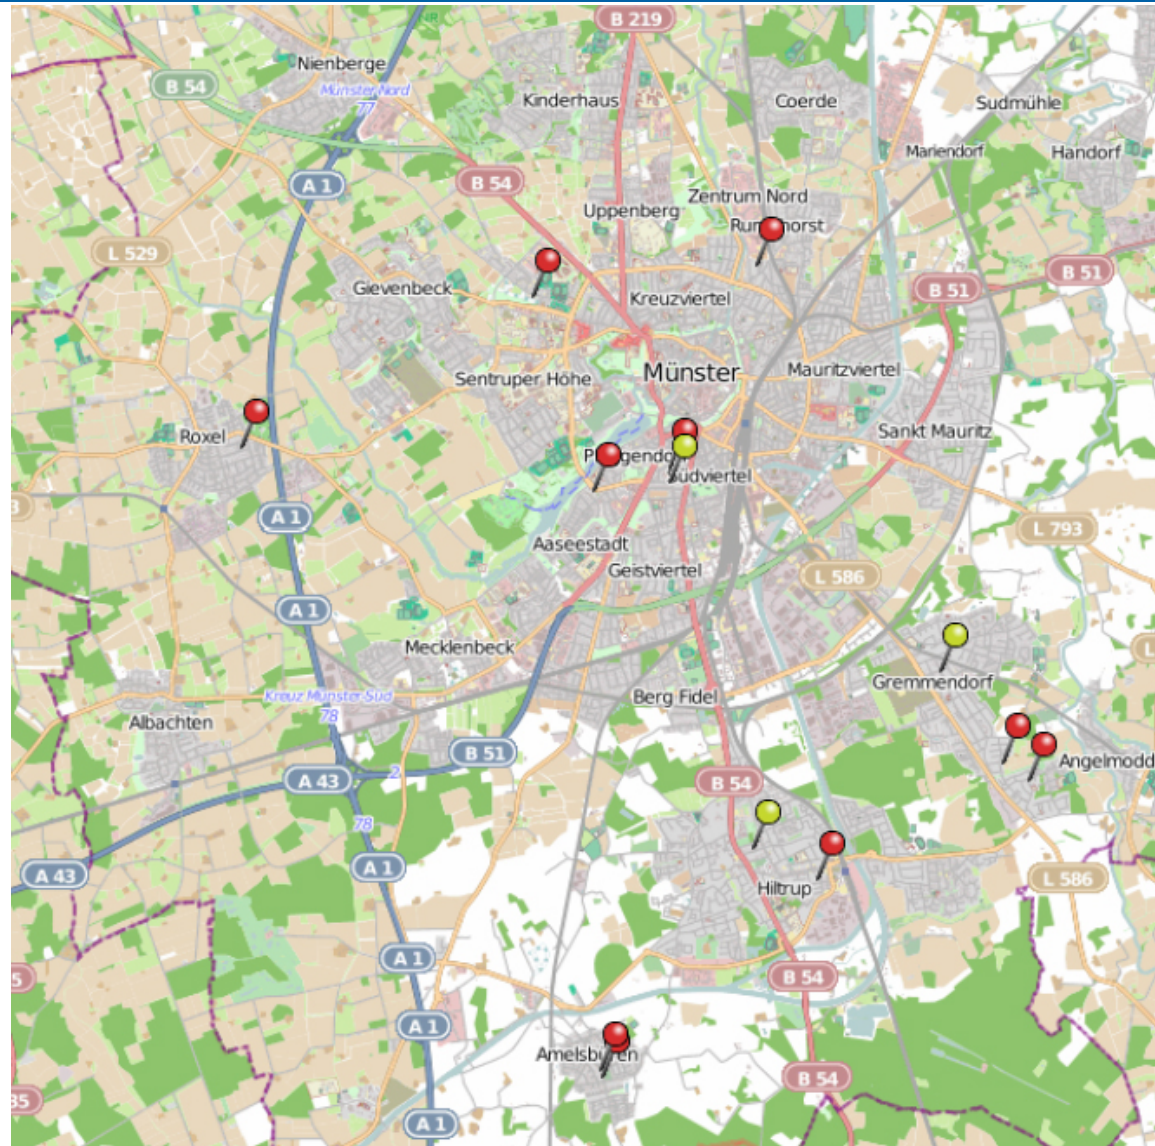 B 219
Nienberge
B 54
Münster-Nord
77
Kinderhaus
Coerde
Sudmühle
Mariendorf
Handorf
A 1
B 54
Zentrum Nord
Uppenberg
L 529
B 51
Gievenbeck
B 51
Kreuzviertel
Münster
Sentruper Höhe
Mauritzviertel
Roxel
Sankt Mauritz
Südviertel
A 1
L 793
Aaseestadt
Geistviertel
L 586
A 1
Mecklenbeck
Gremmendorf
Kreuz Münster-Süd
78
Berg Fidel
Albachten
B 51
Angelmodd
A 43
2
B 54
78
A 1
A 43
L 586
Hiltrup
A 1
B 54
5
A 1
B 54
35
A 1